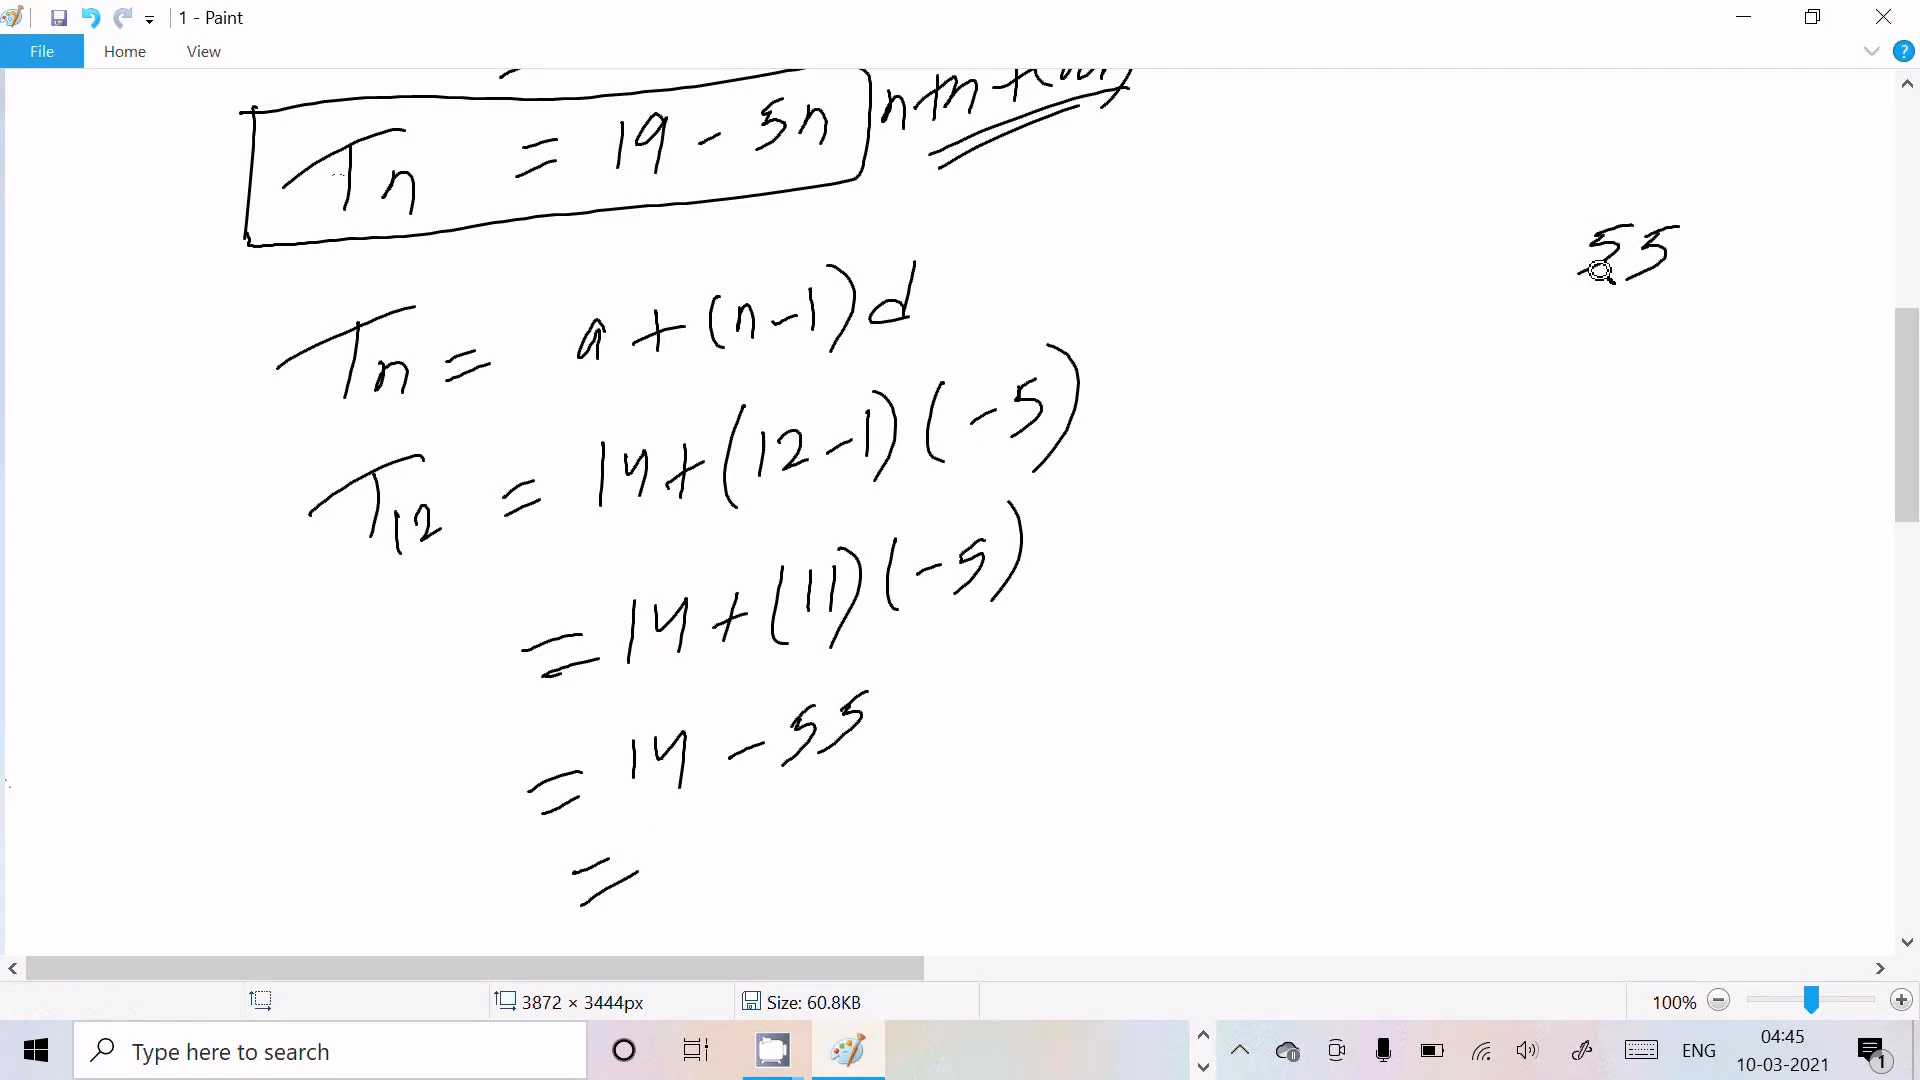 1 - Paint
File Home View
n+h +
Tn = 19 - 5n
55
Tn = a + (n-1)d
T12 = 14+(12-1)(-5)
= 14+(11)(-5)
= 14 - 55
=
3872 × 3444px Size: 60.8KB 100%
Type here to search ENG 04:45
10-03-2021 1